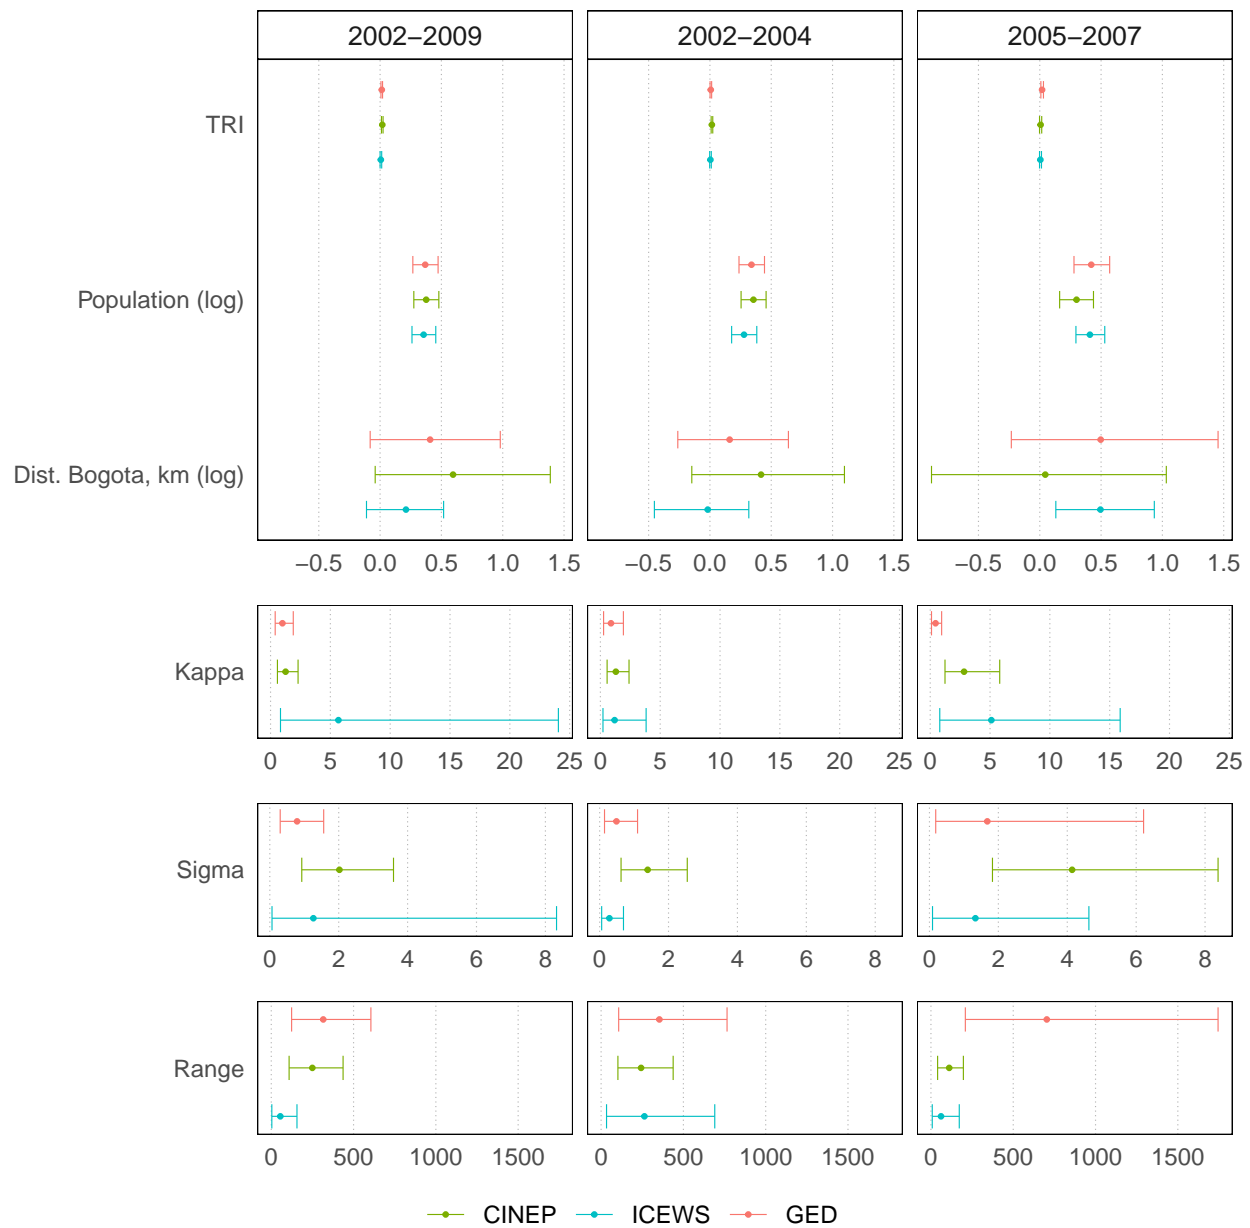 2002−2009 2002−2004 2005−2007
TRI
Population (log)
Dist. Bogota, km (log)
−0.5 0.0 0.5 1.0 1.5 −0.5 0.0 0.5 1.0 1.5 −0.5 0.0 0.5 1.0 1.5
Kappa
0 5 10 15 20 25 0 5 10 15 20 25 0 5 10 15 20 25
Sigma
0 2 4 6 8 0 2 4 6 8 0 2 4 6 8
Range
0 500 1000 1500 0 500 1000 1500 0 500 1000 1500
CINEP ICEWS GED